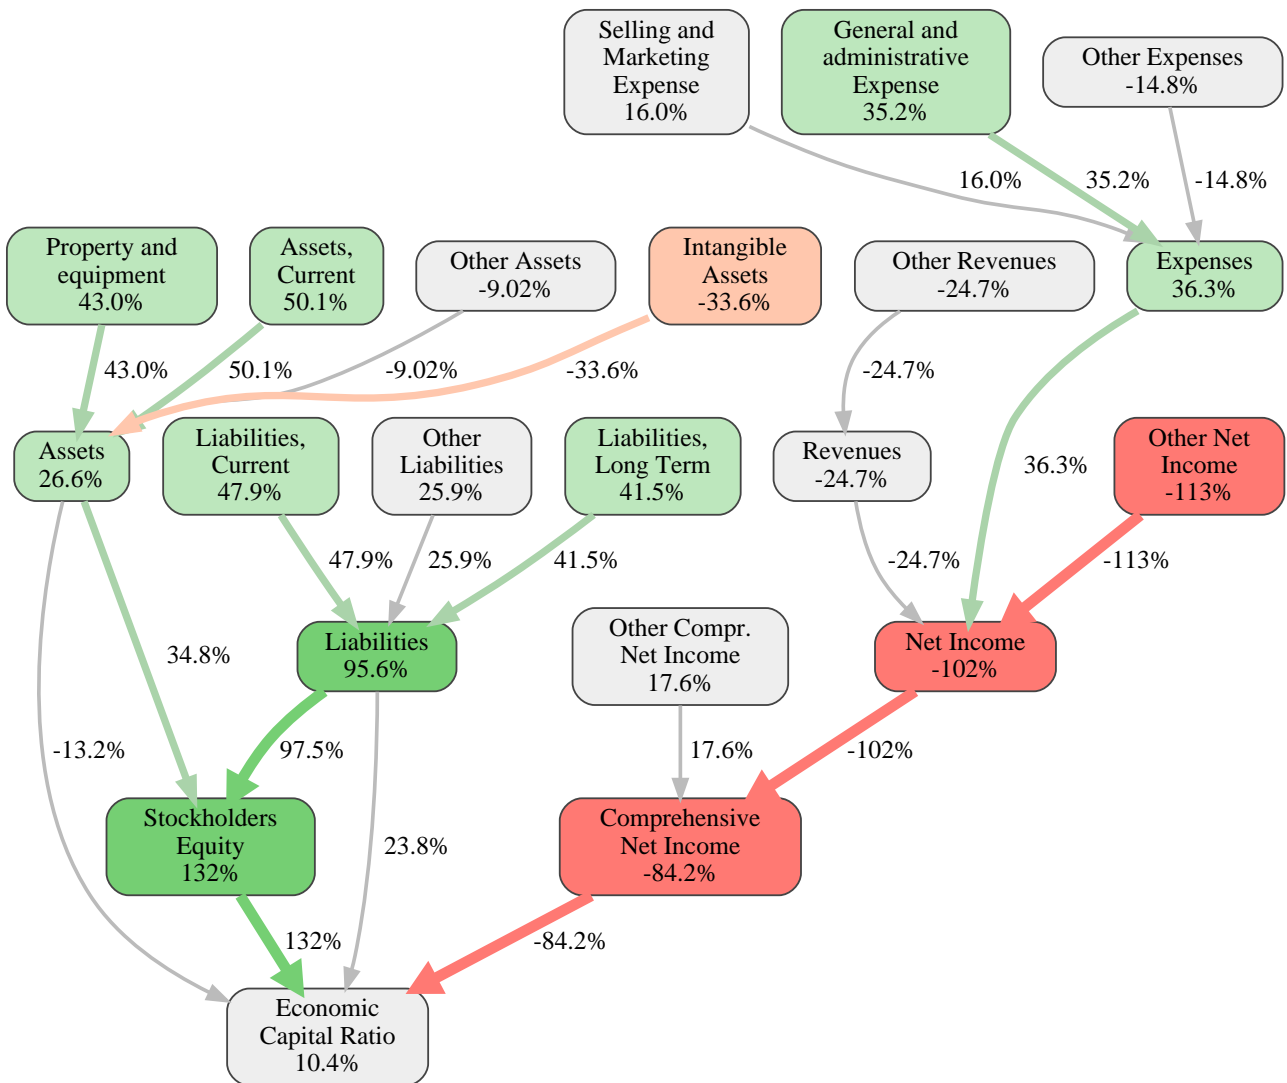 Selling and
Marketing
Expense
16.0%
General and
administrative
Expense
35.2%
Other Expenses
-14.8%
16.0%
35.2%
-14.8%
Property and
equipment
43.0%
Assets,
Current
50.1%
Other Assets
-9.02%
Intangible
Assets
-33.6%
Other Revenues
-24.7%
Expenses
36.3%
43.0%
50.1%
-9.02%
-33.6%
-24.7%
Assets
26.6%
Liabilities,
Current
47.9%
Other
Liabilities
25.9%
Liabilities,
Long Term
41.5%
Revenues
-24.7%
36.3%
Other Net
Income
-113%
47.9%
25.9%
41.5%
-24.7%
-113%
34.8%
Liabilities
95.6%
Other Compr.
Net Income
17.6%
Net Income
-102%
-13.2%
97.5%
17.6%
-102%
Stockholders
Equity
132%
23.8%
Comprehensive
Net Income
-84.2%
132%
-84.2%
Economic
Capital Ratio
10.4%